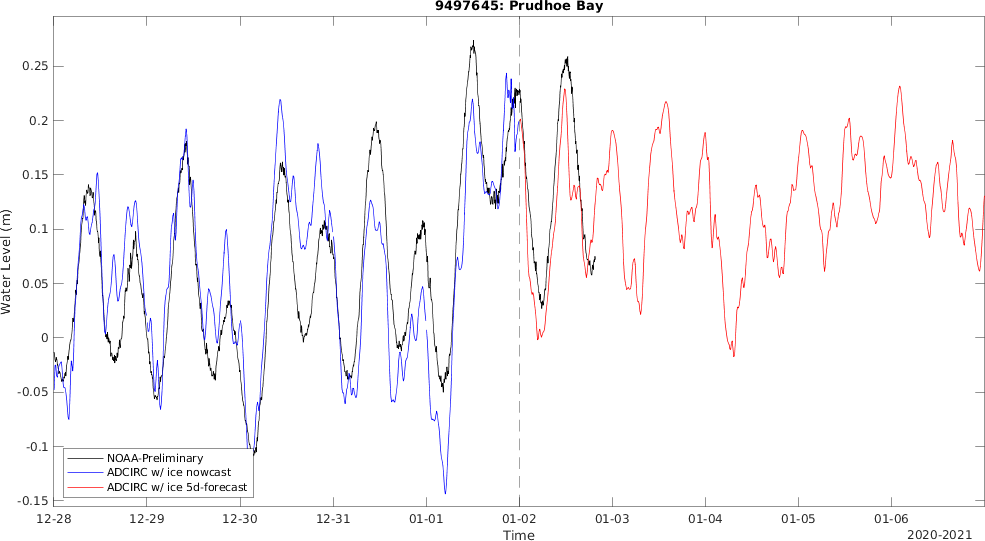 9497645: Prudhoe Bay
Water Level (m)
0.25
0.2
0.15
0.1
0.05
0
-0.05
-0.1
-0.15
NOAA-Preliminary
ADCIRC w/ ice nowcast
ADCIRC w/ ice 5d-forecast
12-28 12-29 12-30 12-31 01-01 01-02 01-03 01-04 01-05 01-06
Time
2020-2021